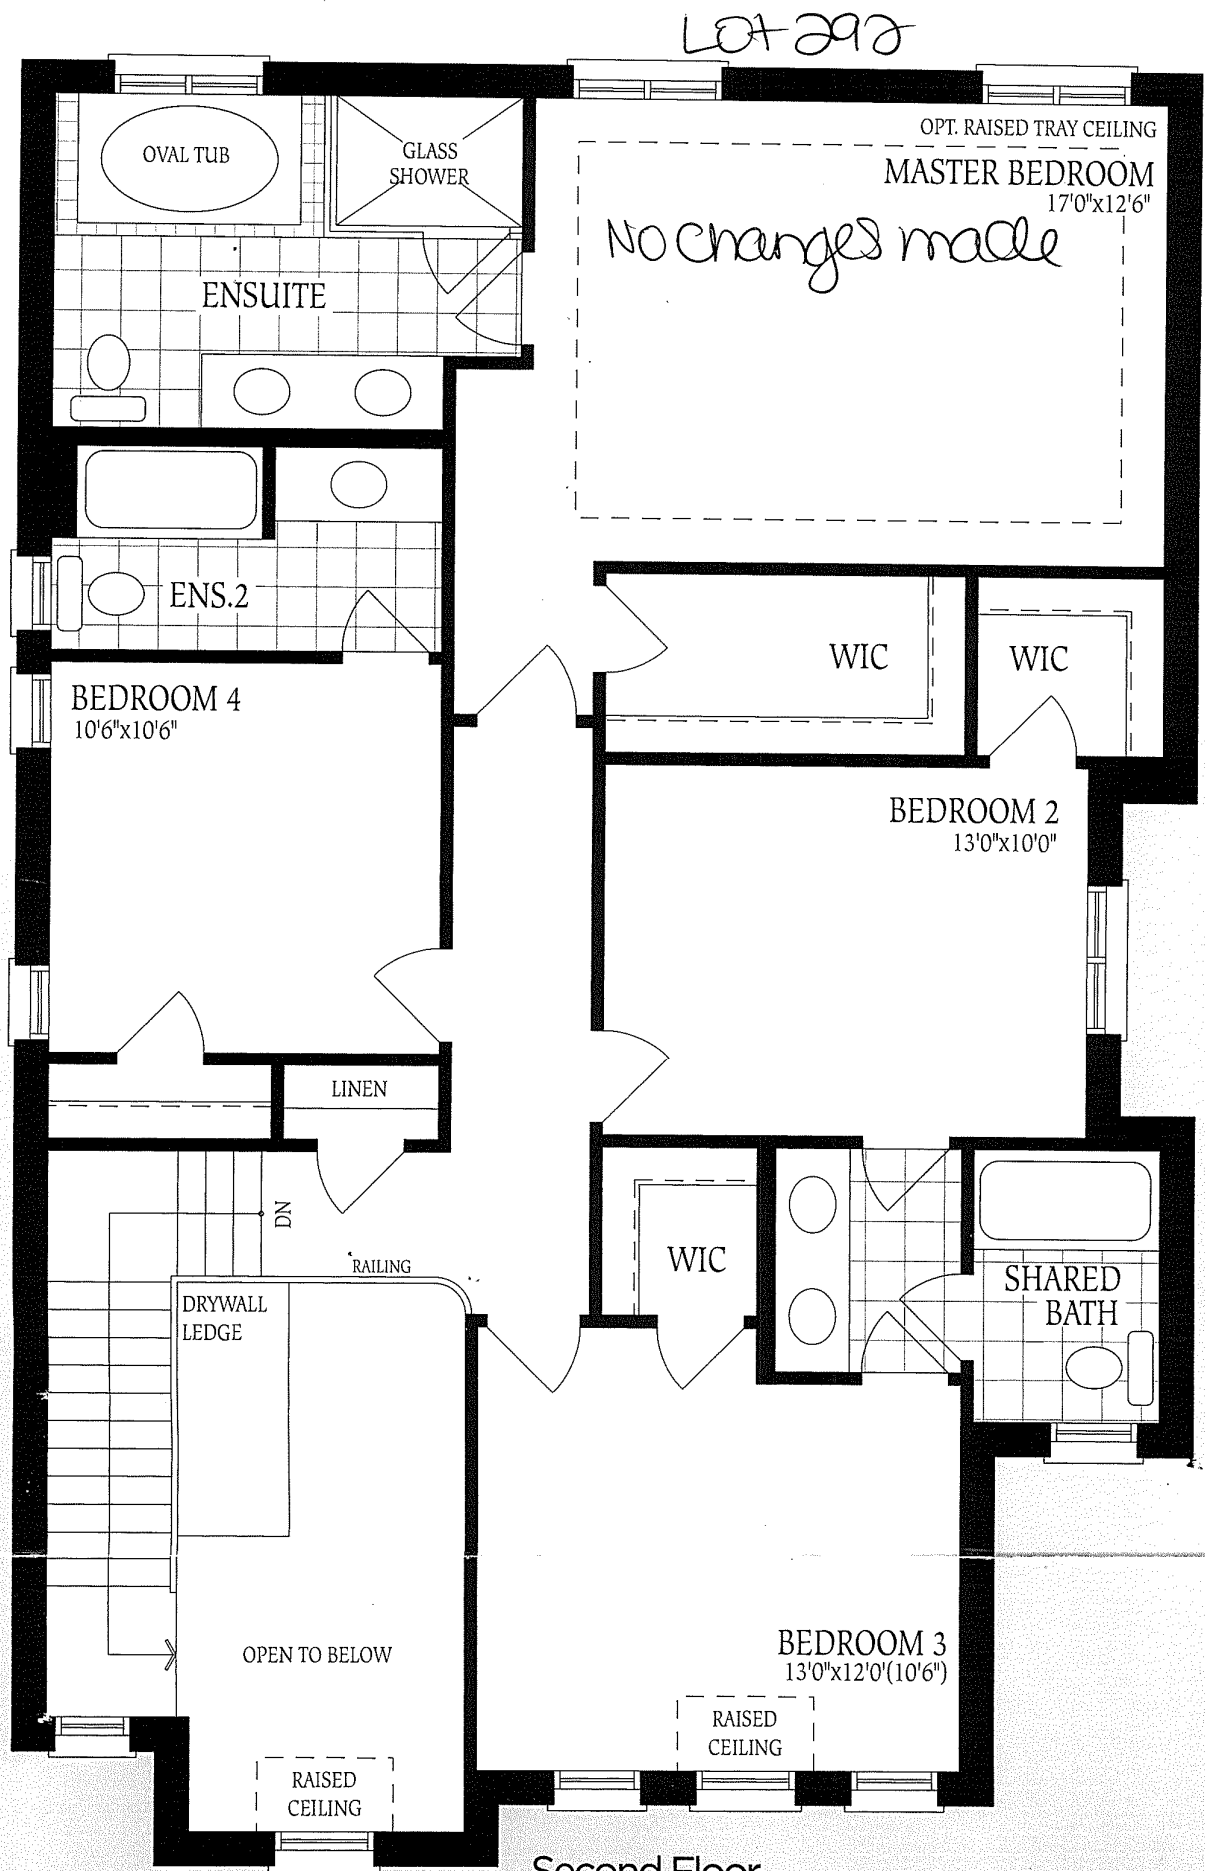 Lot 292
OPT. RAISED TRAY CEILING
MASTER BEDROOM
17'0"x12'6"
No changes made
OVAL TUB
GLASS
SHOWER
ENSUITE
ENS.2
WIC
WIC
BEDROOM 4
10'6"x10'6"
BEDROOM 2
13'0"x10'0"
LINEN
DN
RAILING
WIC
SHARED
BATH
DRYWALL
LEDGE
OPEN TO BELOW
BEDROOM 3
13'0"x12'0'(10'6")
RAISED
CEILING
RAISED
CEILING
Second Floor